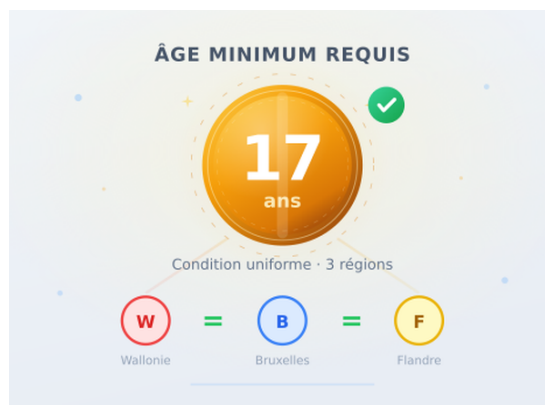 ÂGE MINIMUM REQUIS
17
ans
Condition uniforme · 3 régions
W = B = F
Wallonie Bruxelles Flandre